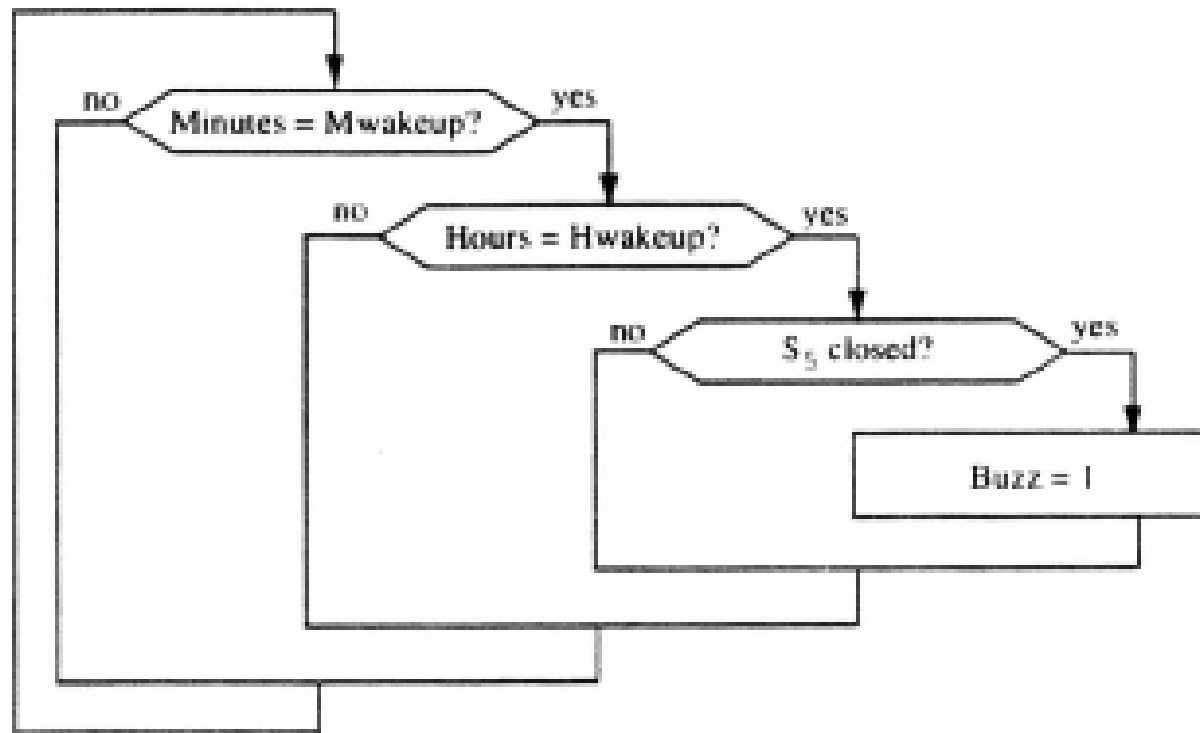 no
Minutes = Mwakeup?
yes
no
Hours = Hwakeup?
yes
no
S₅ closed?
yes
Buzz = 1